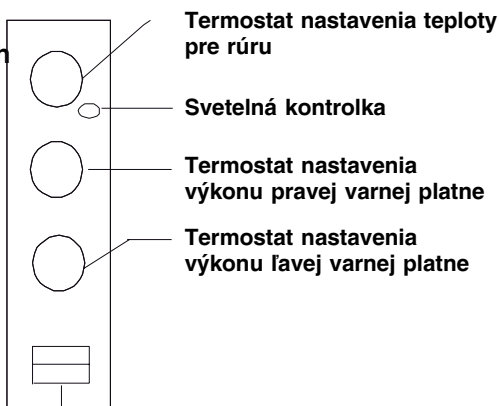 Termostat nastavenia teploty
pre rúru
Svetelná kontrolka
Termostat nastavenia
výkonu pravej varnej platne
Termostat nastavenia
výkonu ľavej varnej platne